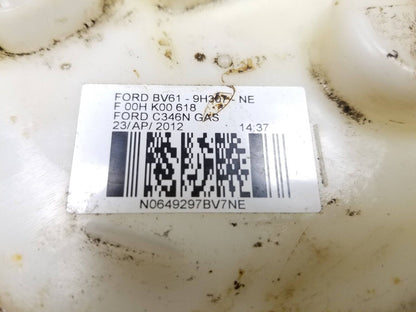 FORD BV61 - 9H307 - NE
F 00H K00 618
FORD C346N GAS
23/AP/ 2012 14:37
N0649297BV7NE